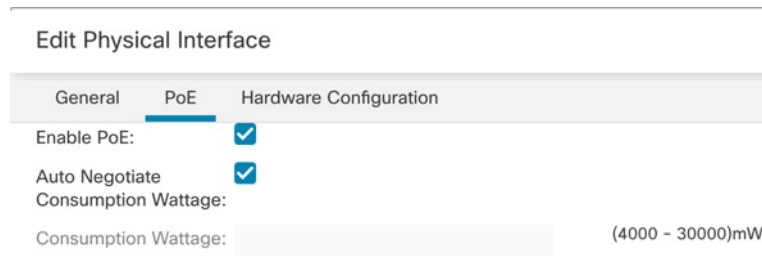 Edit Physical Interface
General PoE Hardware Configuration
Enable PoE:
Auto Negotiate
Consumption Wattage:
Consumption Wattage: (4000 - 30000)mW